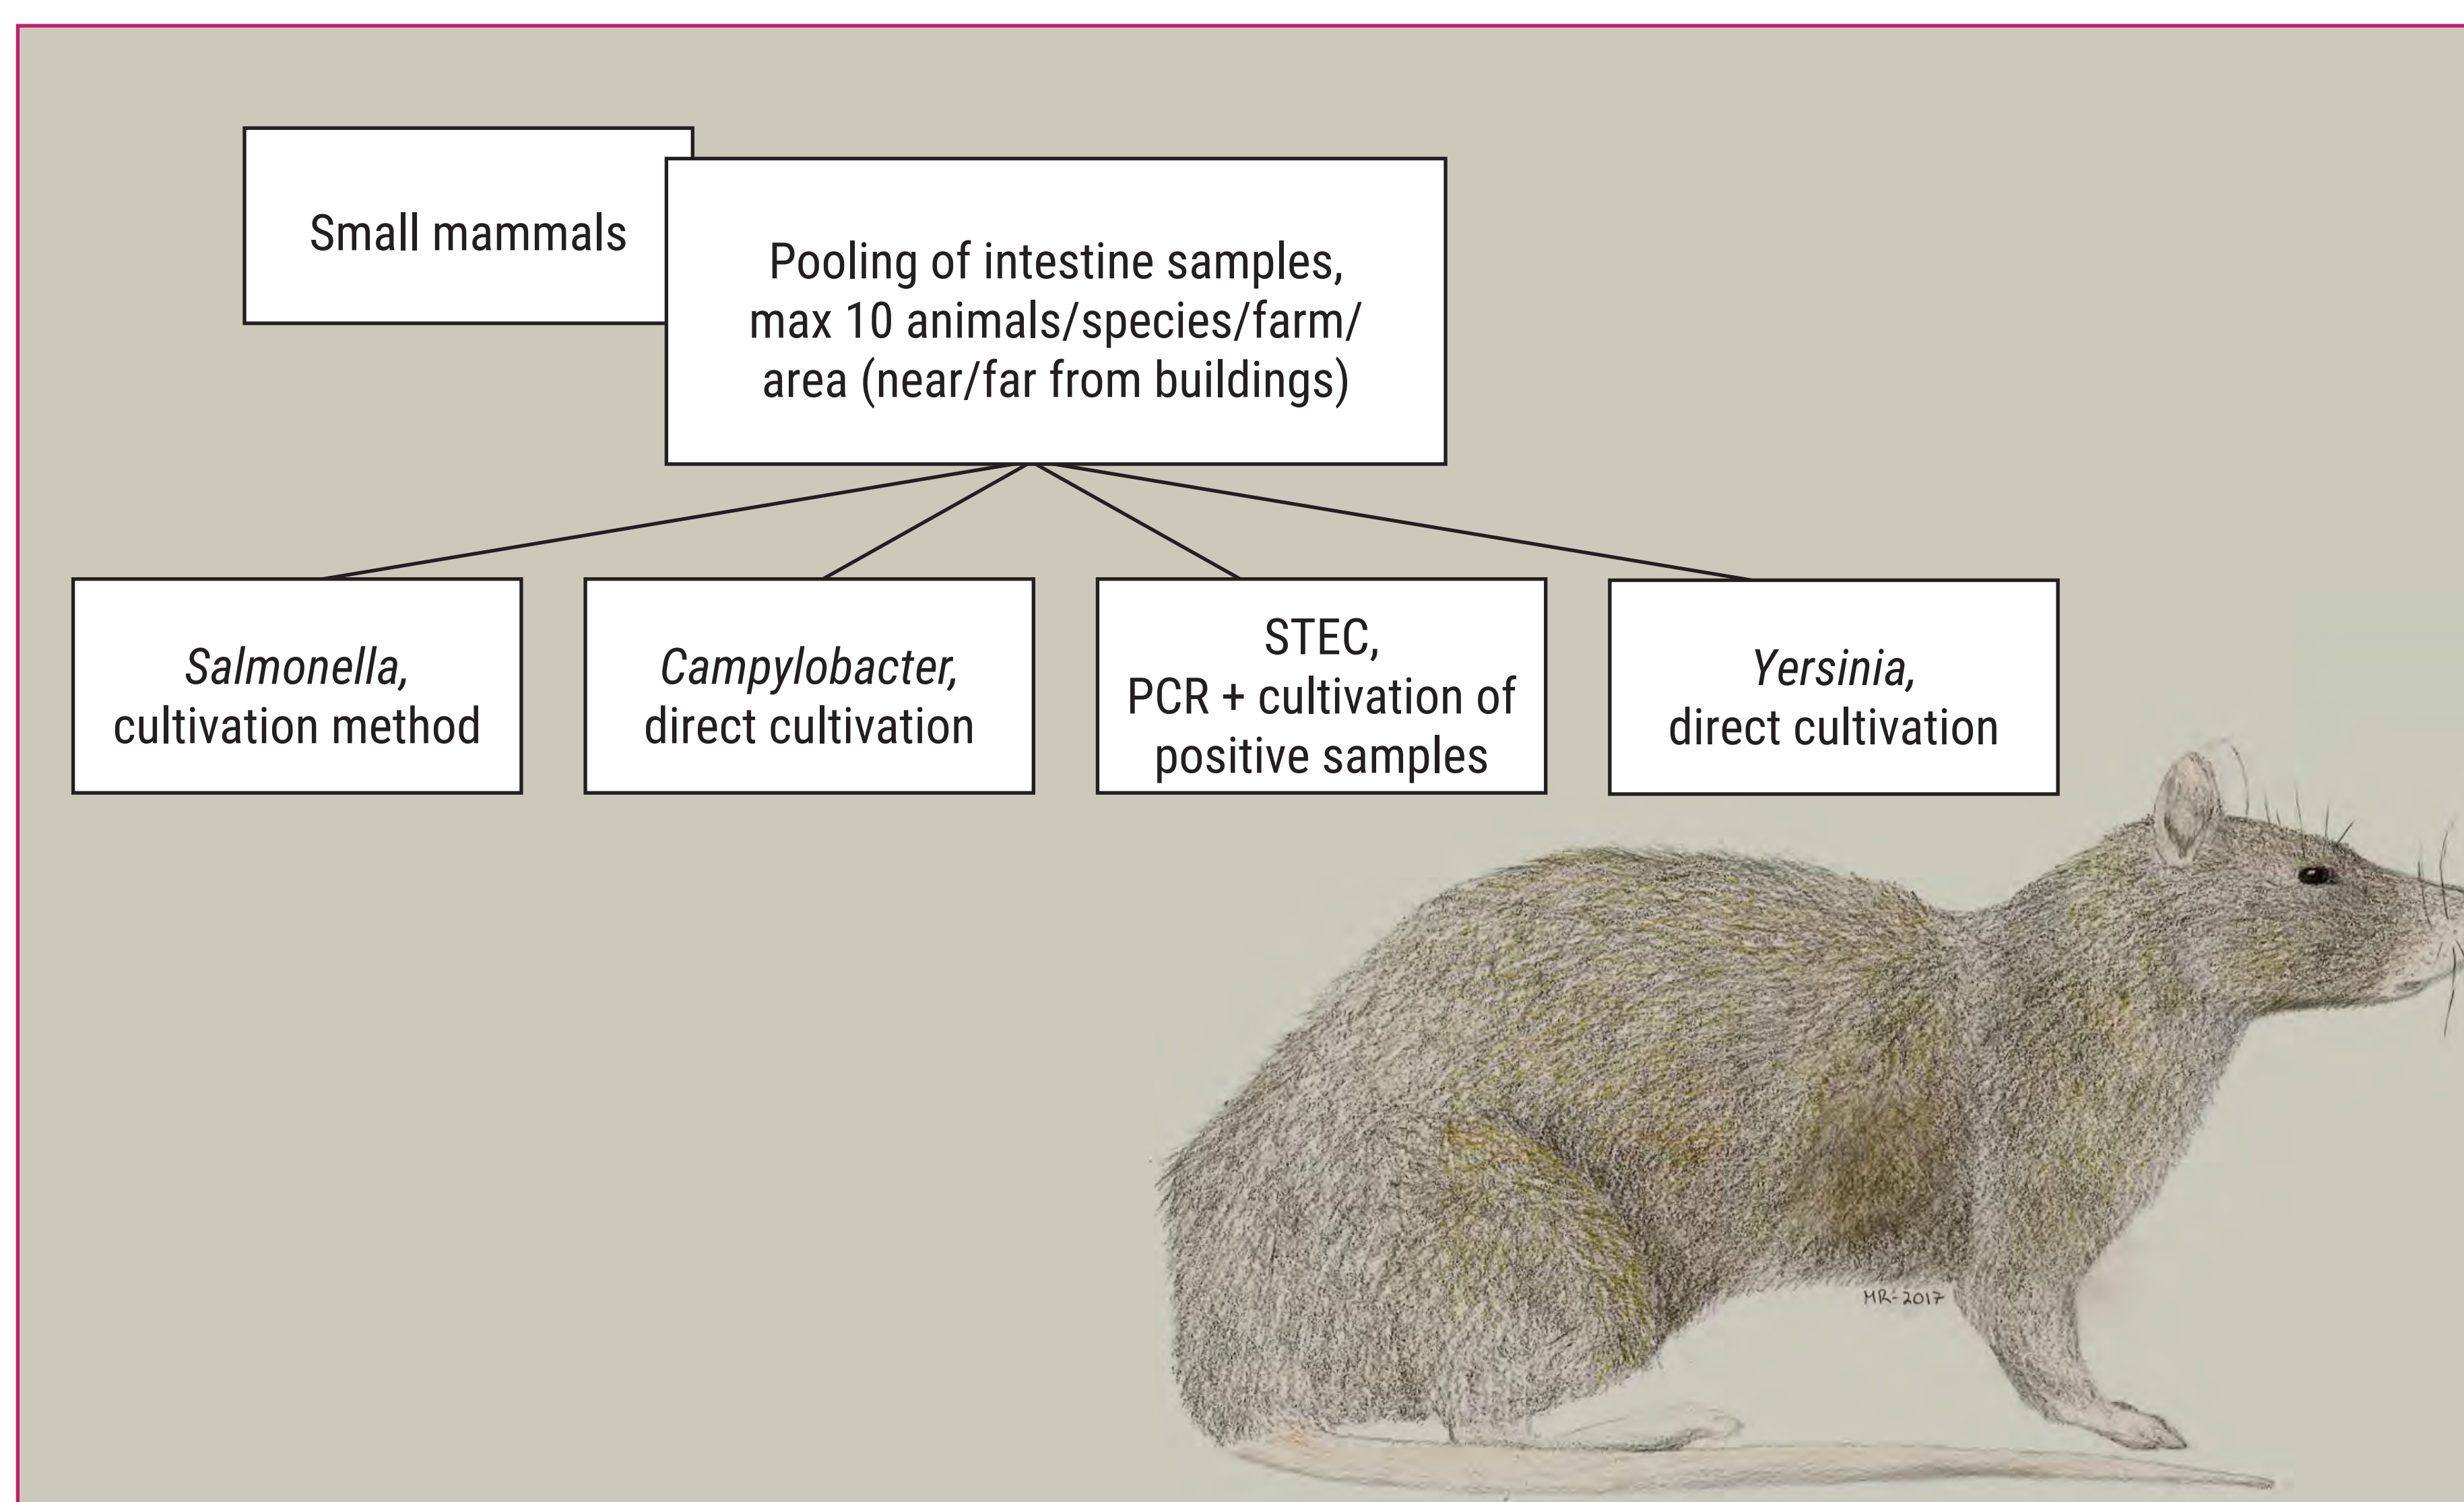 Small mammals
Pooling of intestine samples,
max 10 animals/species/farm/
area (near/far from buildings)
Salmonella,
cultivation method
Campylobacter,
direct cultivation
STEC,
PCR + cultivation of
positive samples
Yersinia,
direct cultivation
MR-2017